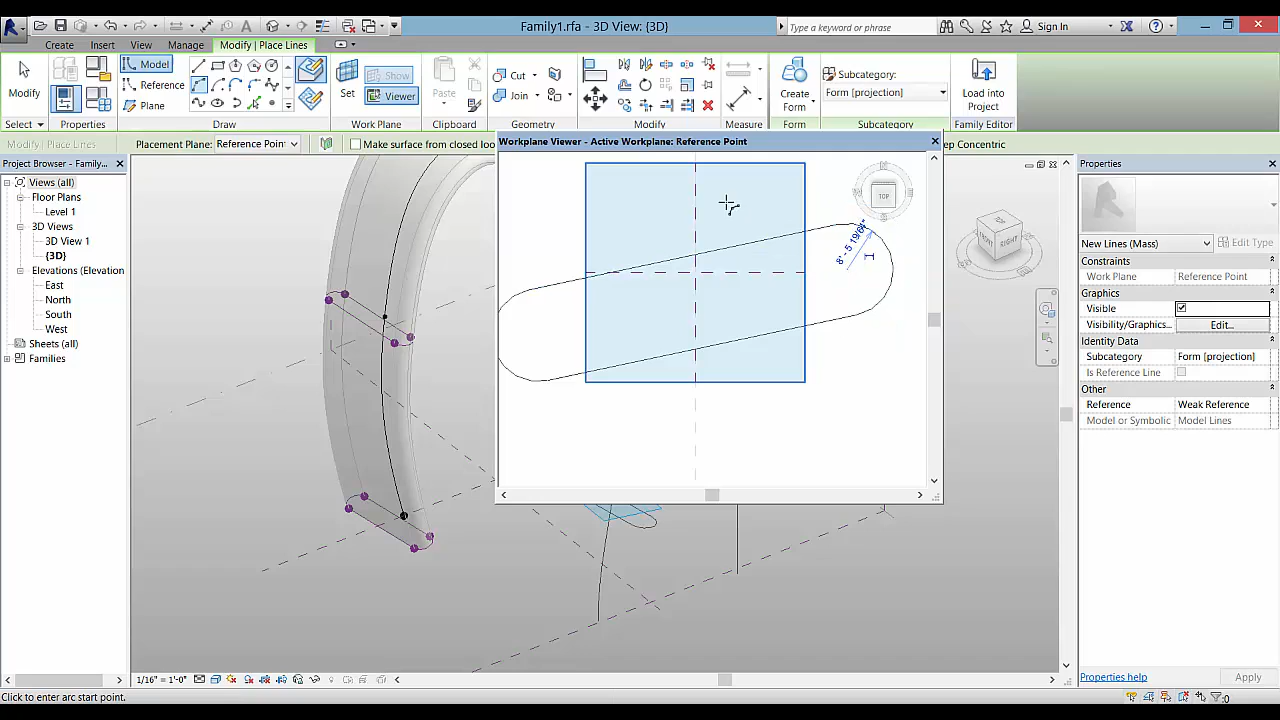 Family1.rfa - 3D View: {3D}
Type a keyword or phrase
Sign In
Create
Insert
View
Manage
Modify | Place Lines
Modify
Select
Properties
Model
Reference
Plane
Draw
Set
Show
Viewer
Work Plane
Paste
Clipboard
Cut
Join
Modify
Measure
Create
Form
Form
Subcategory:
Form [projection]
Subcategory
Load into
Project
Family Editor
Modify | Place Lines
Placement Plane:
Reference Point
Make surface from closed loo
ep Concentric
Project Browser - Family...
Views (all)
Floor Plans
Level 1
3D Views
3D View 1
{3D}
Elevations (Elevation
East
North
South
West
Sheets (all)
Families
Workplane Viewer - Active Workplane: Reference Point
TOP
TOP
FRONT
RIGHT
Properties
New Lines (Mass)
Edit Type
Constraints
Work Plane
Reference Point
Graphics
Visible
Visibility/Graphics...
Edit...
Identity Data
Subcategory
Form [projection]
Is Reference Line
Other
Reference
Weak Reference
Model or Symbolic
Model Lines
Properties help
Apply
1/16" = 1'-0"
Click to enter arc start point.
:0